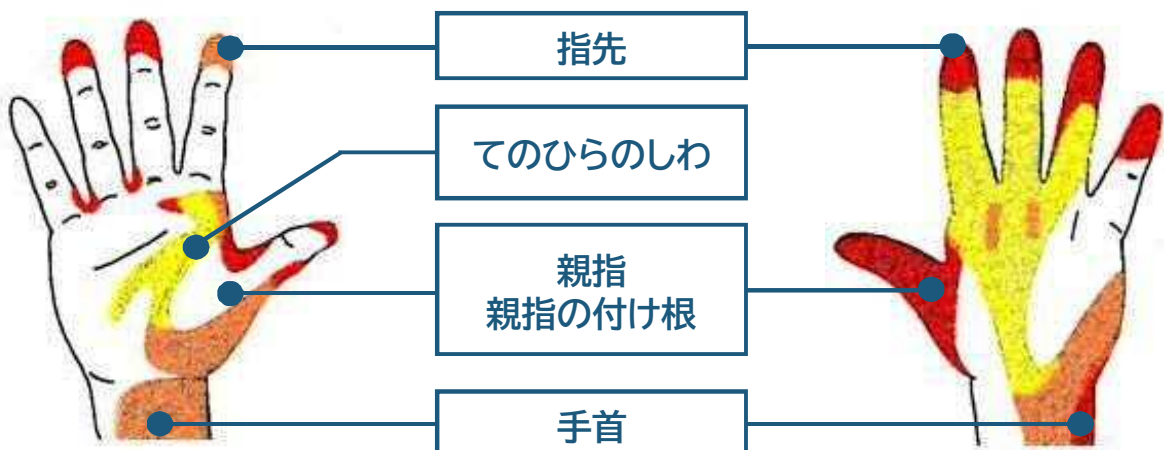 指先
てのひらのしわ
親指
親指の付け根
手首